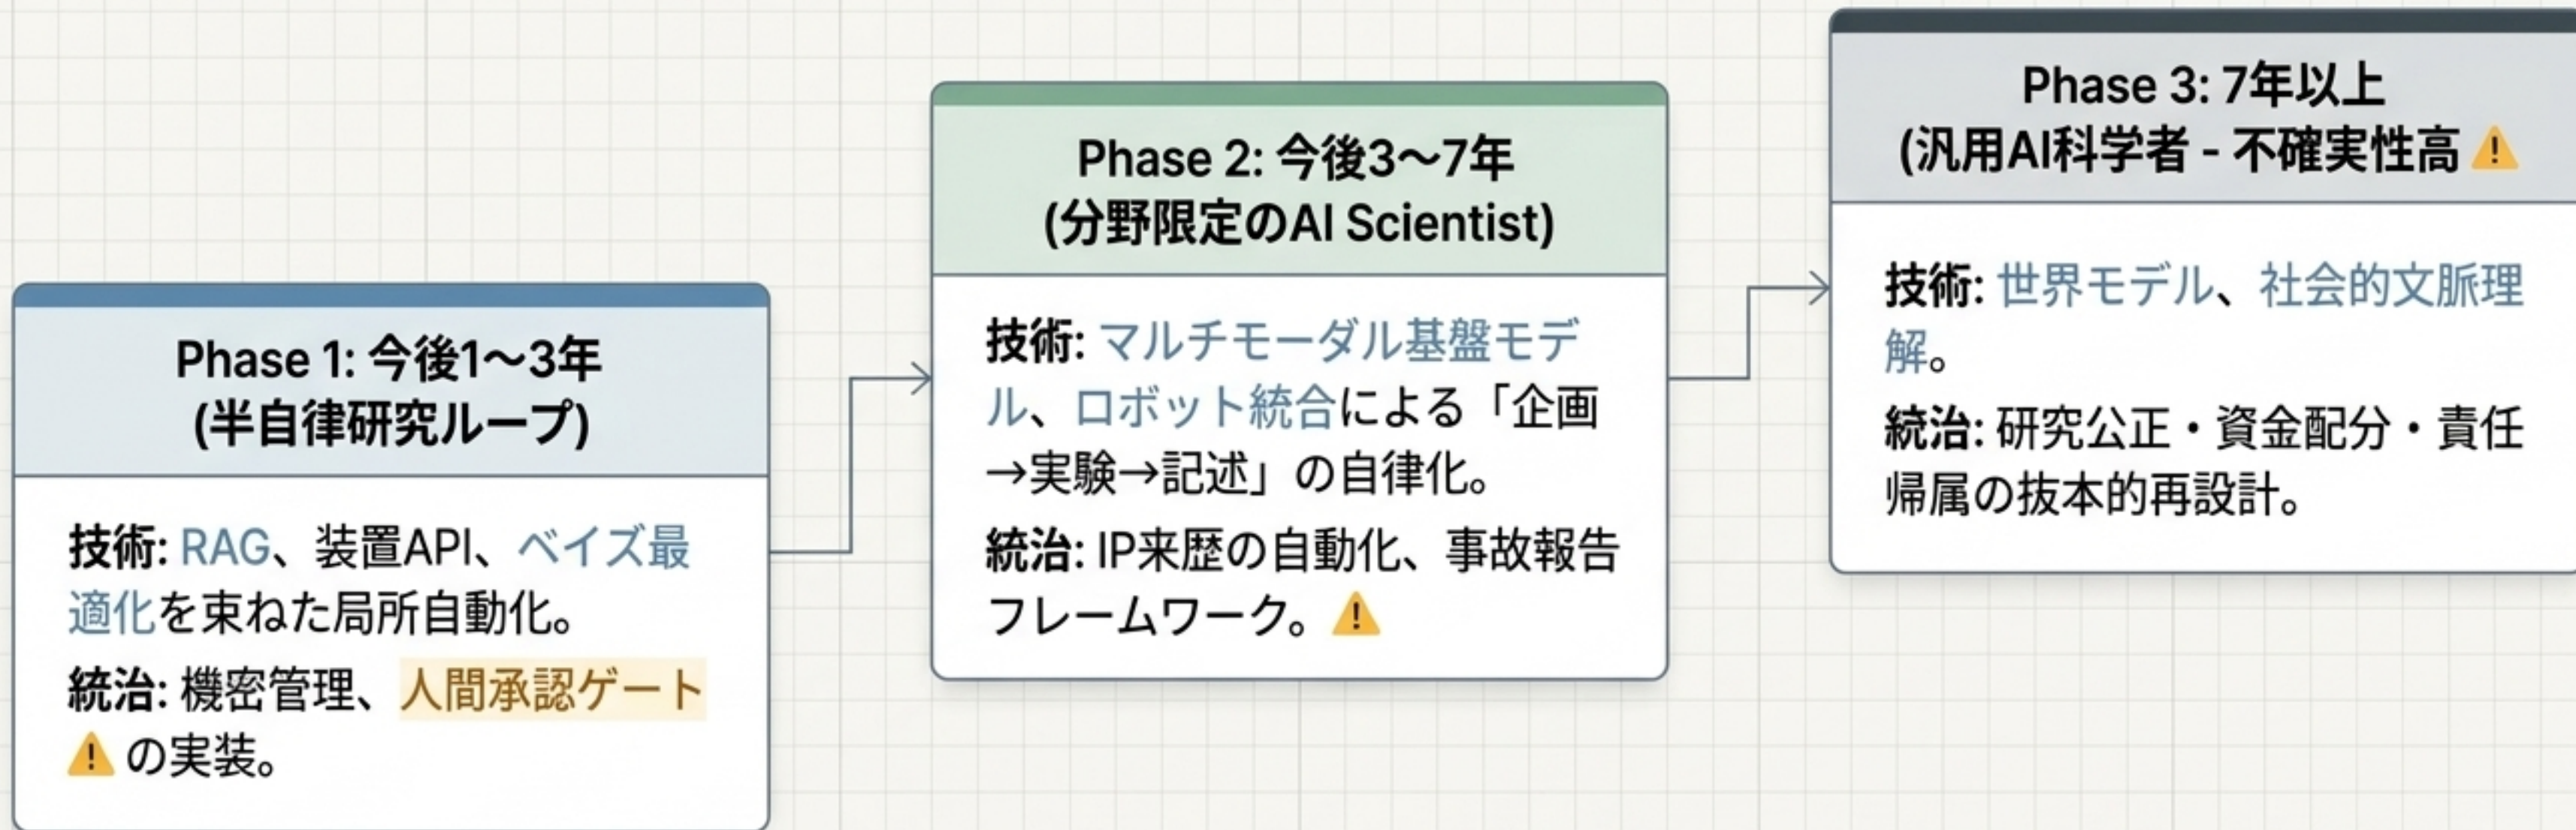 Phase 1: 今後1～3年
(半自律研究ループ)
技術: RAG、装置API、ベイズ最
適化を束ねた局所自動化。
統治: 機密管理、人間承認ゲート
⚠ の実装。
Phase 2: 今後3～7年
(分野限定のAI Scientist)
技術: マルチモーダル基盤モデ
ル、ロボット統合による「企画
→実験→記述」の自律化。
統治: IP来歴の自動化、事故報告
フレームワーク。⚠
Phase 3: 7年以上
(汎用AI科学者 - 不確実性高 ⚠
技術: 世界モデル、社会的文脈理
解。
統治: 研究公正・資金配分・責任
帰属の抜本的再設計。